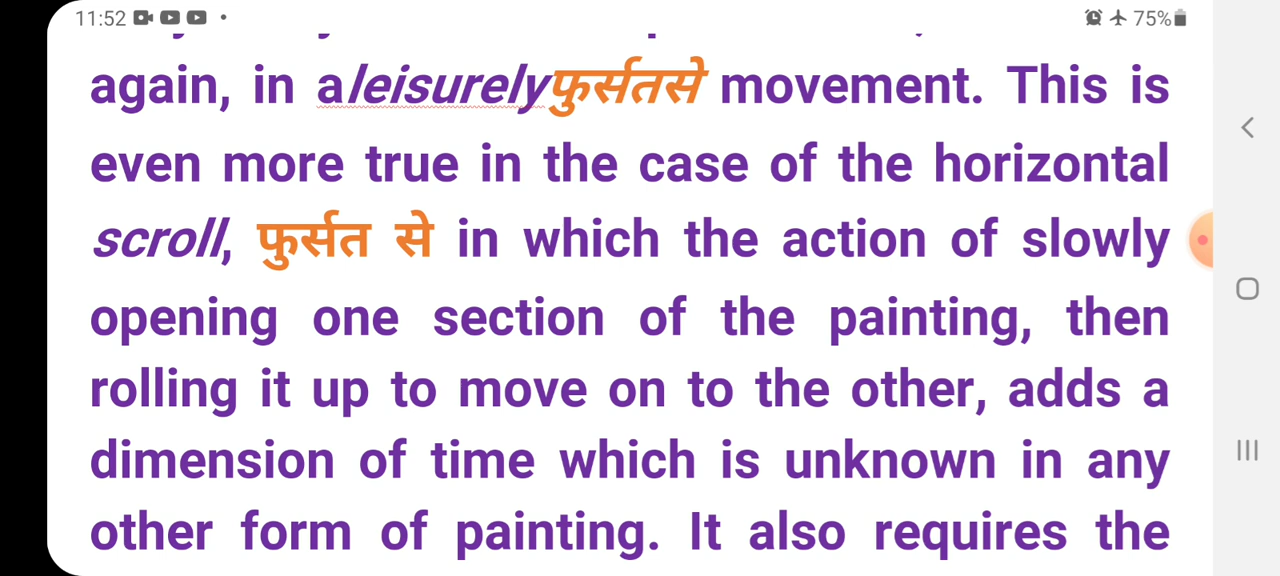 11:52
75%
again, in aleisurelyफुर्सतसे movement. This is
even more true in the case of the horizontal
scroll, फुर्सत से in which the action of slowly
opening one section of the painting, then
rolling it up to move on to the other, adds a
dimension of time which is unknown in any
other form of painting. It also requires the